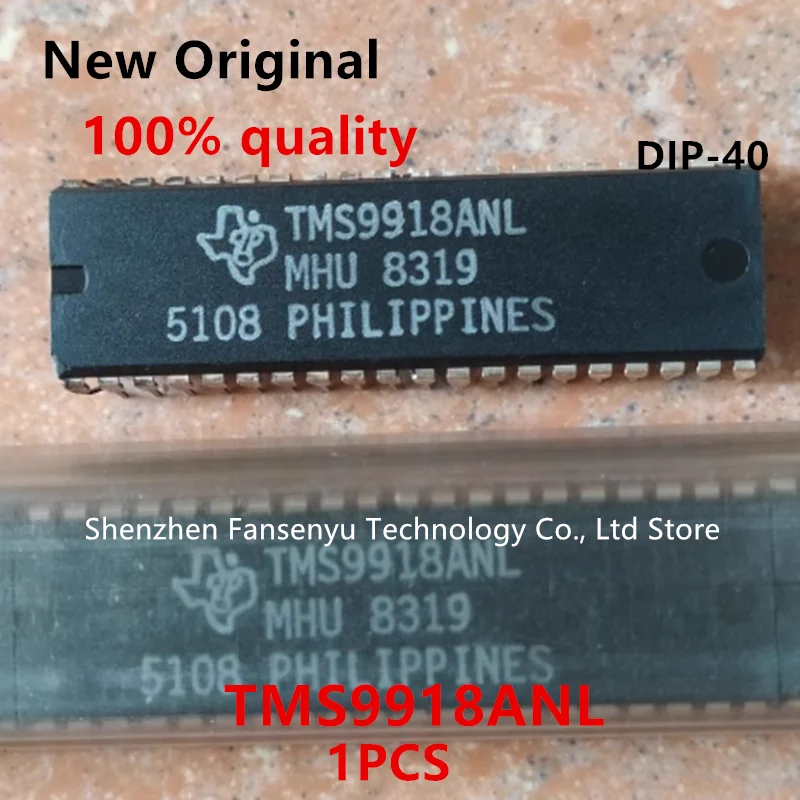 New Original
100% quality
DIP-40
TMS9918ANL
MHU 8319
5108 PHILIPPINES
Shenzhen Fansenyu Technology Co., Ltd Store
TMS9918ANL
MHU 8319
5108 PHILIPPINES
TMS9918ANL
1PCS